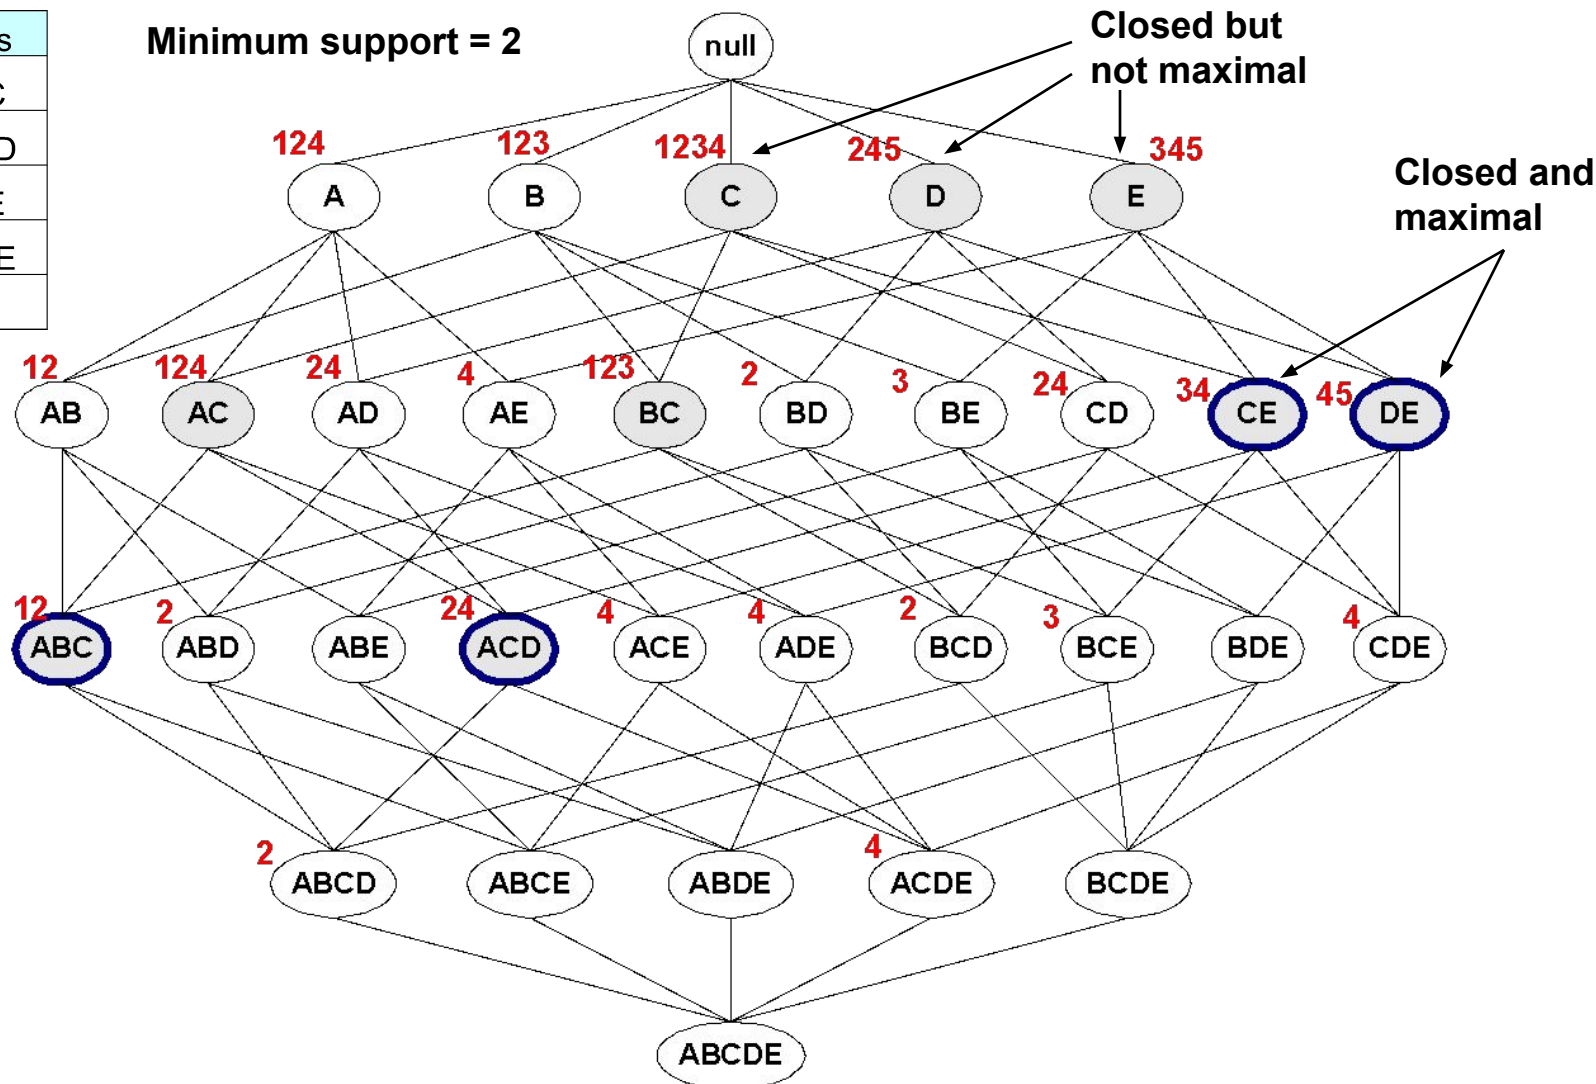 s
C
D
E
E
Minimum support = 2
null
Closed but
not maximal
Closed and
maximal
124 123 1234 245 345
A B C D E
12 124 24 4 123 2 3 24 34 45
AB AC AD AE BC BD BE CD CE DE
12 2 24 4 4 2 3 4
ABC ABD ABE ACD ACE ADE BCD BCE BDE CDE
2 4
ABCD ABCE ABDE ACDE BCDE
ABCDE